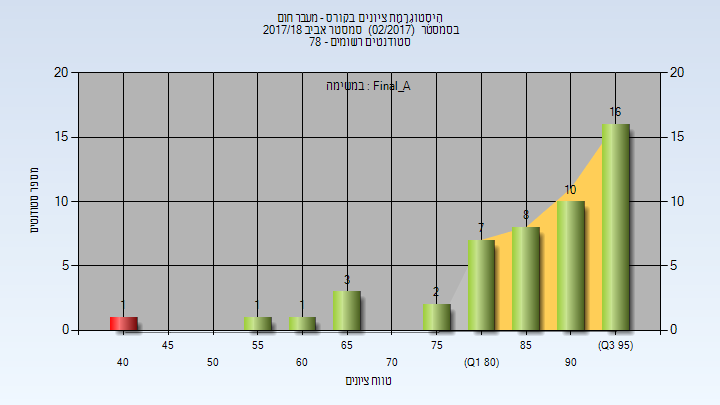 היסטוגרמת ציונים בקורס - מעבר חום
בסמסטר (02/2017) סמסטר אביב 2017/18
סטודנטים רשומים - 78
במשימה : Final_A
מספר סטודנטים
20 20
15 15
10 10
5 5
0 0
1 1 1 3 2 7 8 10 16
45 55 65 75 85 (Q3 95)
40 50 60 70 (Q1 80) 90
טווח ציונים